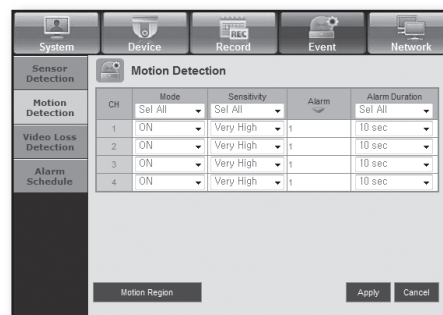 REC
System Device Record Event Network
Sensor Detection
Motion Detection
Video Loss Detection
Alarm Schedule
Motion Detection
CH Mode Sensitivity Alarm Alarm Duration
Sel All Sel All Sel All
1 ON Very High 1 10 sec
2 ON Very High 1 10 sec
3 ON Very High 1 10 sec
4 ON Very High 1 10 sec
Motion Region Apply Cancel